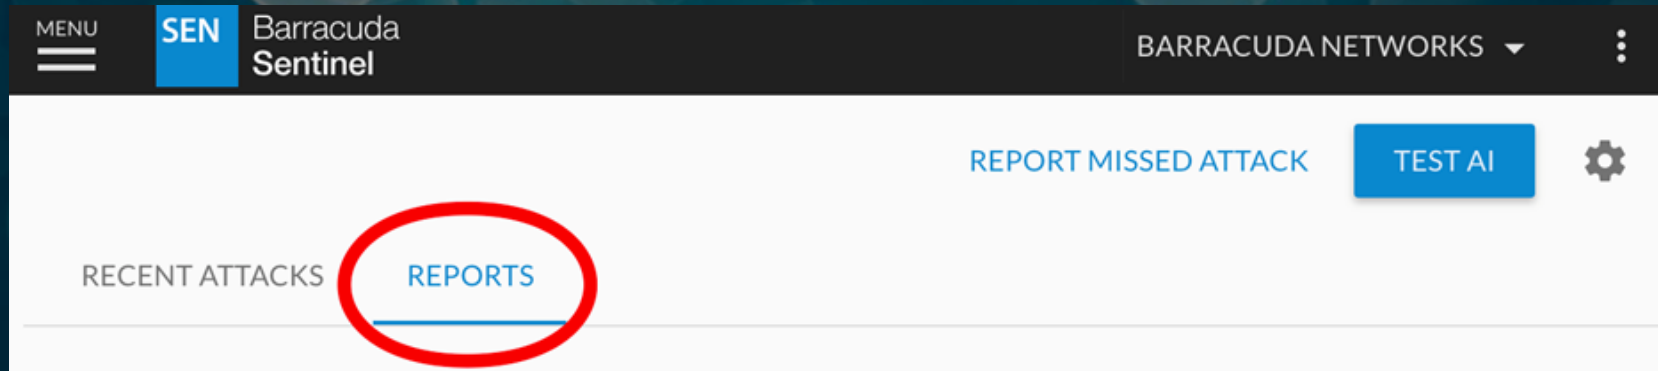 MENU
SEN
Barracuda
Sentinel
BARRACUDA NETWORKS
REPORT MISSED ATTACK
TEST AI
RECENT ATTACKS
REPORTS